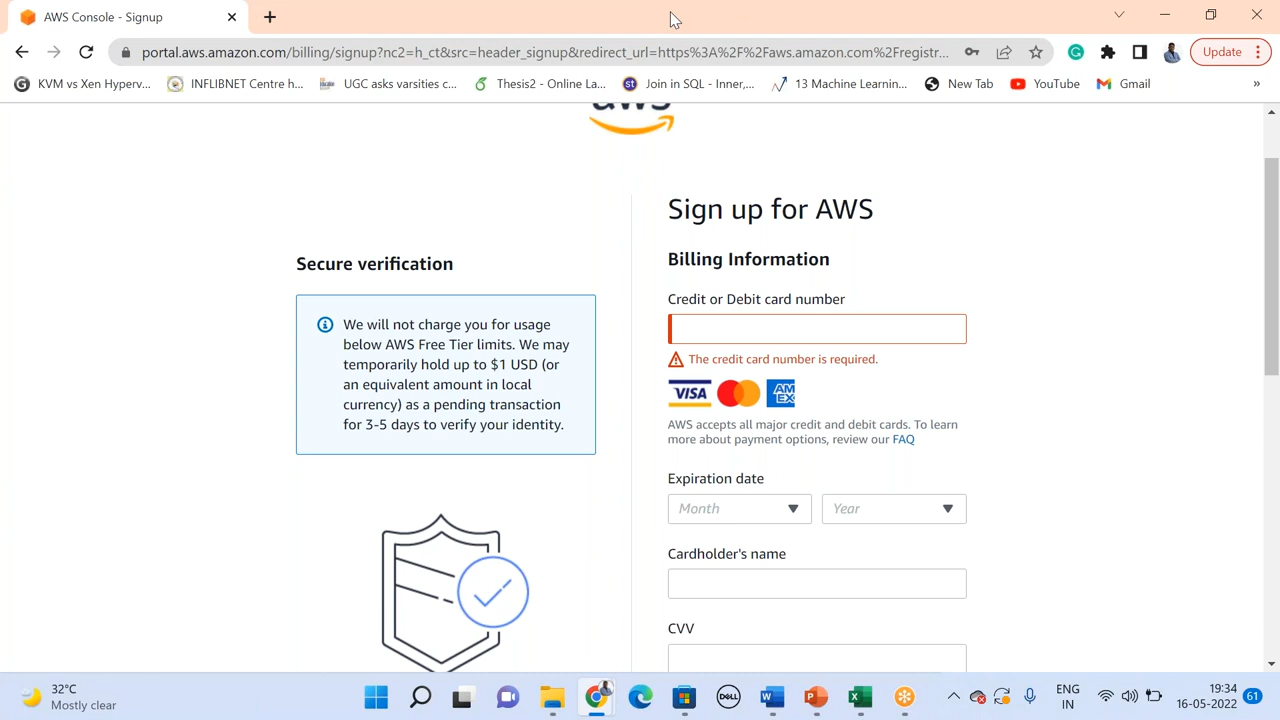 AWS Console - Signup
portal.aws.amazon.com/billing/signup?nc2=h_ct&src=header_signup&redirect_url=https%3A%2F%2Faws.amazon.com%2Fregistr...
Update
KVM vs Xen Hyperv...
INFLIBNET Centre h...
UGC asks varsities c...
Thesis2 - Online La...
st
Join in SQL - Inner,...
13 Machine Learnin...
New Tab
YouTube
Gmail
»
aws
Sign up for AWS
Secure verification
We will not charge you for usage
below AWS Free Tier limits. We may
temporarily hold up to $1 USD (or
an equivalent amount in local
currency) as a pending transaction
for 3-5 days to verify your identity.
Billing Information
Credit or Debit card number
The credit card number is required.
VISA
AM
EX
AWS accepts all major credit and debit cards. To learn
more about payment options, review our FAQ
Expiration date
Month
Year
Cardholder's name
CVV
32°C
Mostly clear
DELL
ENG
IN
19:34
16-05-2022
61